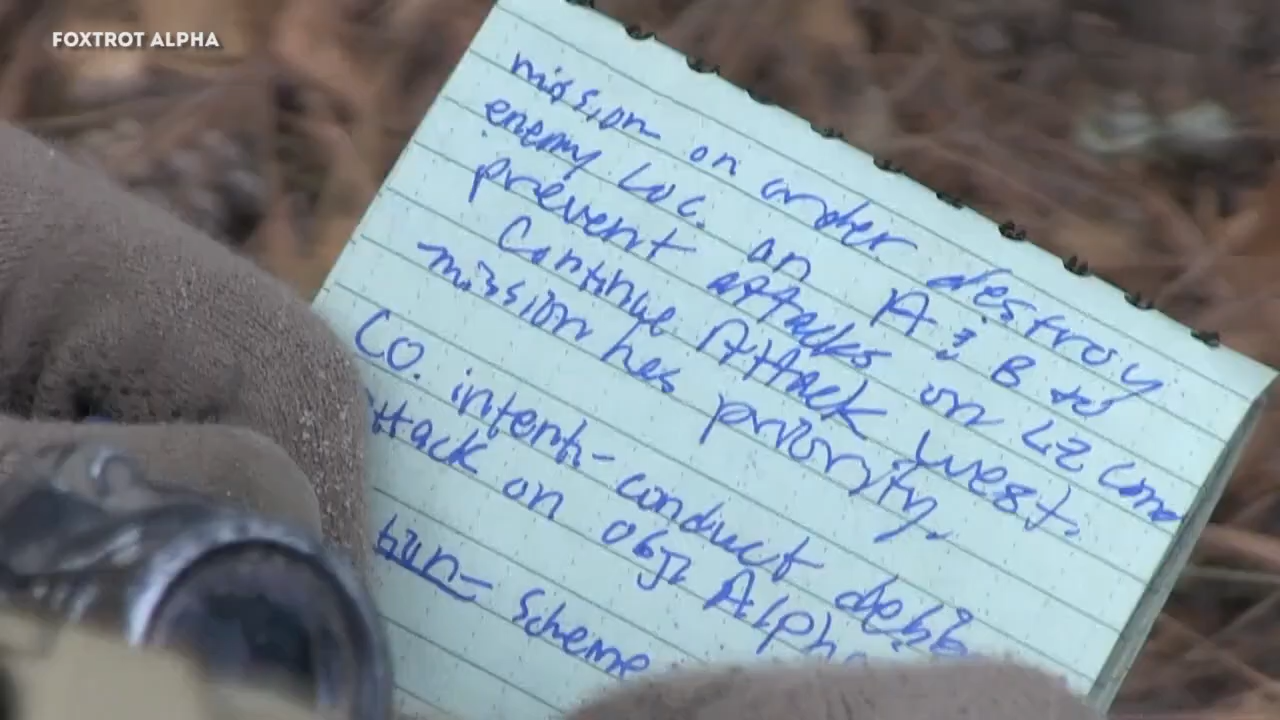 FOXTROT ALPHA
mission on order destroy
enemy Loc. on A & B to
prevent attacks on LZ
Continue Attack West.
-mission has priority.
CO. intent-conduct
attack on Obj Alpha
Scheme